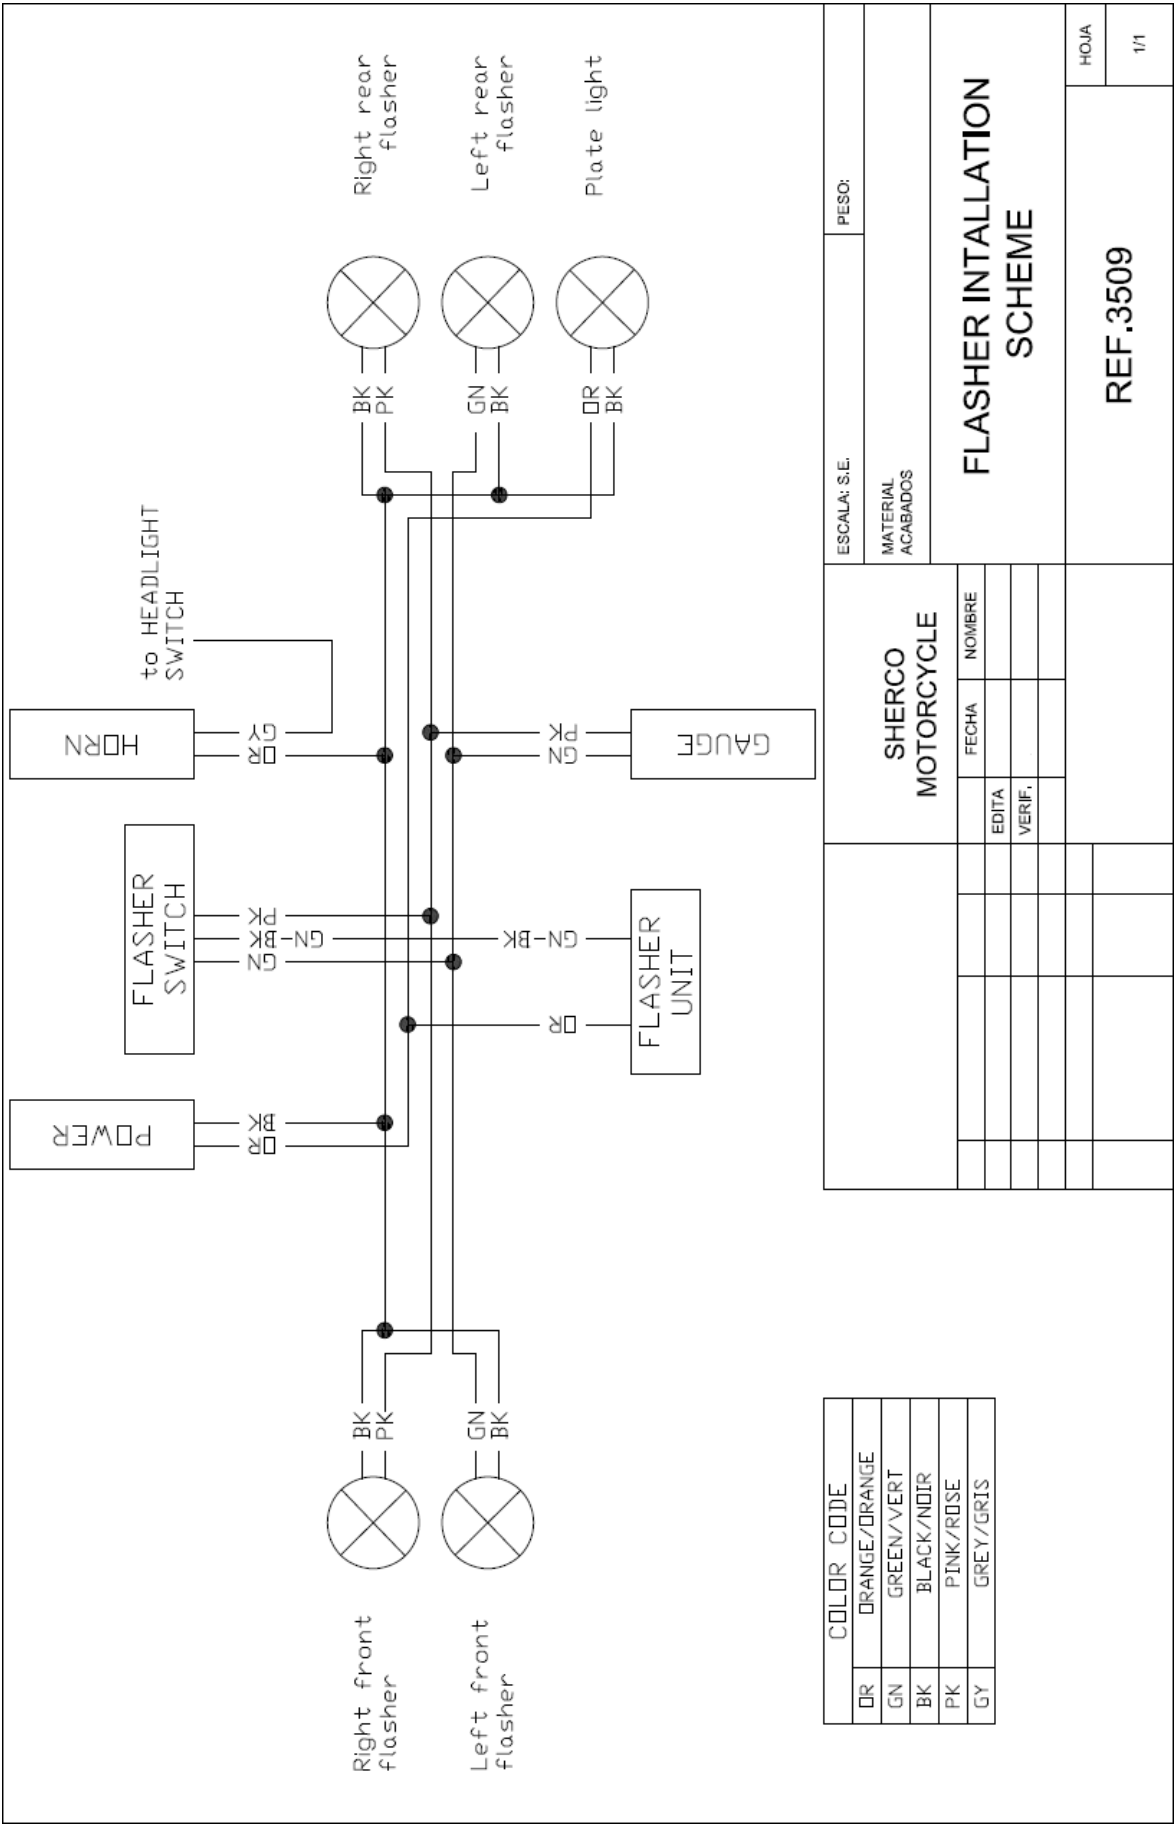 Right front
flasher
Left front
flasher
BK
PK
GN
BK
POWER
OR
BK
FLASHER
SWITCH
GN
GN-BK
PK
HORN
OR
GY
to HEADLIGHT
SWITCH
FLASHER
UNIT
OR
GN-BK
GAUGE
GN
PK
BK
PK
GN
BK
OR
BK
Right rear
flasher
Left rear
flasher
Plate light
COLOR CODE
OR ORANGE/ORANGE
GN GREEN/VERT
BK BLACK/NOIR
PK PINK/ROSE
GY GREY/GRIS
SHERCO
MOTORCYCLE
FECHA NOMBRE
EDITA
VERIF.
ESCALA: S.E. PESO:
MATERIAL
ACABADOS
FLASHER INTALLATION
SCHEME
REF.3509
HOJA
1/1